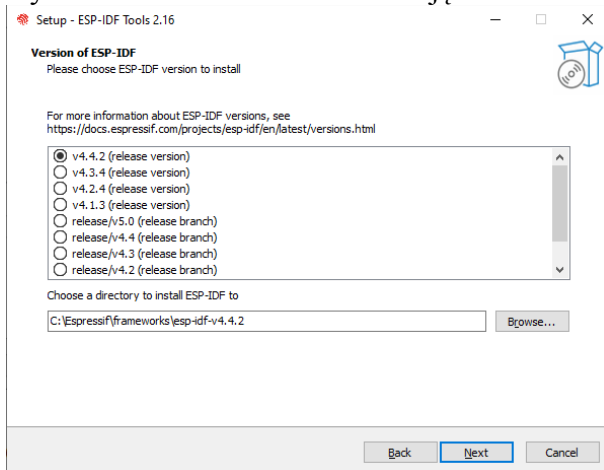 Setup - ESP-IDF Tools 2.16
Version of ESP-IDF
Please choose ESP-IDF version to install
For more information about ESP-IDF versions, see
https://docs.espressif.com/projects/esp-idf/en/latest/versions.html
v4.4.2 (release version)
v4.3.4 (release version)
v4.2.4 (release version)
v4.1.3 (release version)
release/v5.0 (release branch)
release/v4.4 (release branch)
release/v4.3 (release branch)
release/v4.2 (release branch)
Choose a directory to install ESP-IDF to
C:\Espressif\frameworks\esp-idf-v4.4.2
Browse...
Back Next Cancel